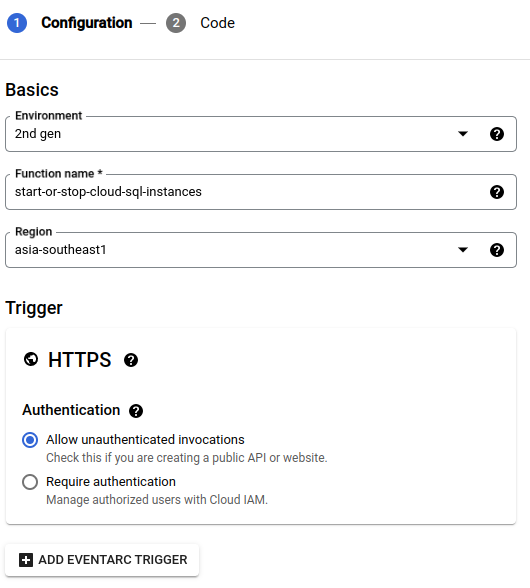 1 Configuration — 2 Code
Basics
Environment
2nd gen
Function name *
start-or-stop-cloud-sql-instances
Region
asia-southeast1
Trigger
HTTPS
Authentication
Allow unauthenticated invocations
Check this if you are creating a public API or website.
Require authentication
Manage authorized users with Cloud IAM.
ADD EVENTARC TRIGGER